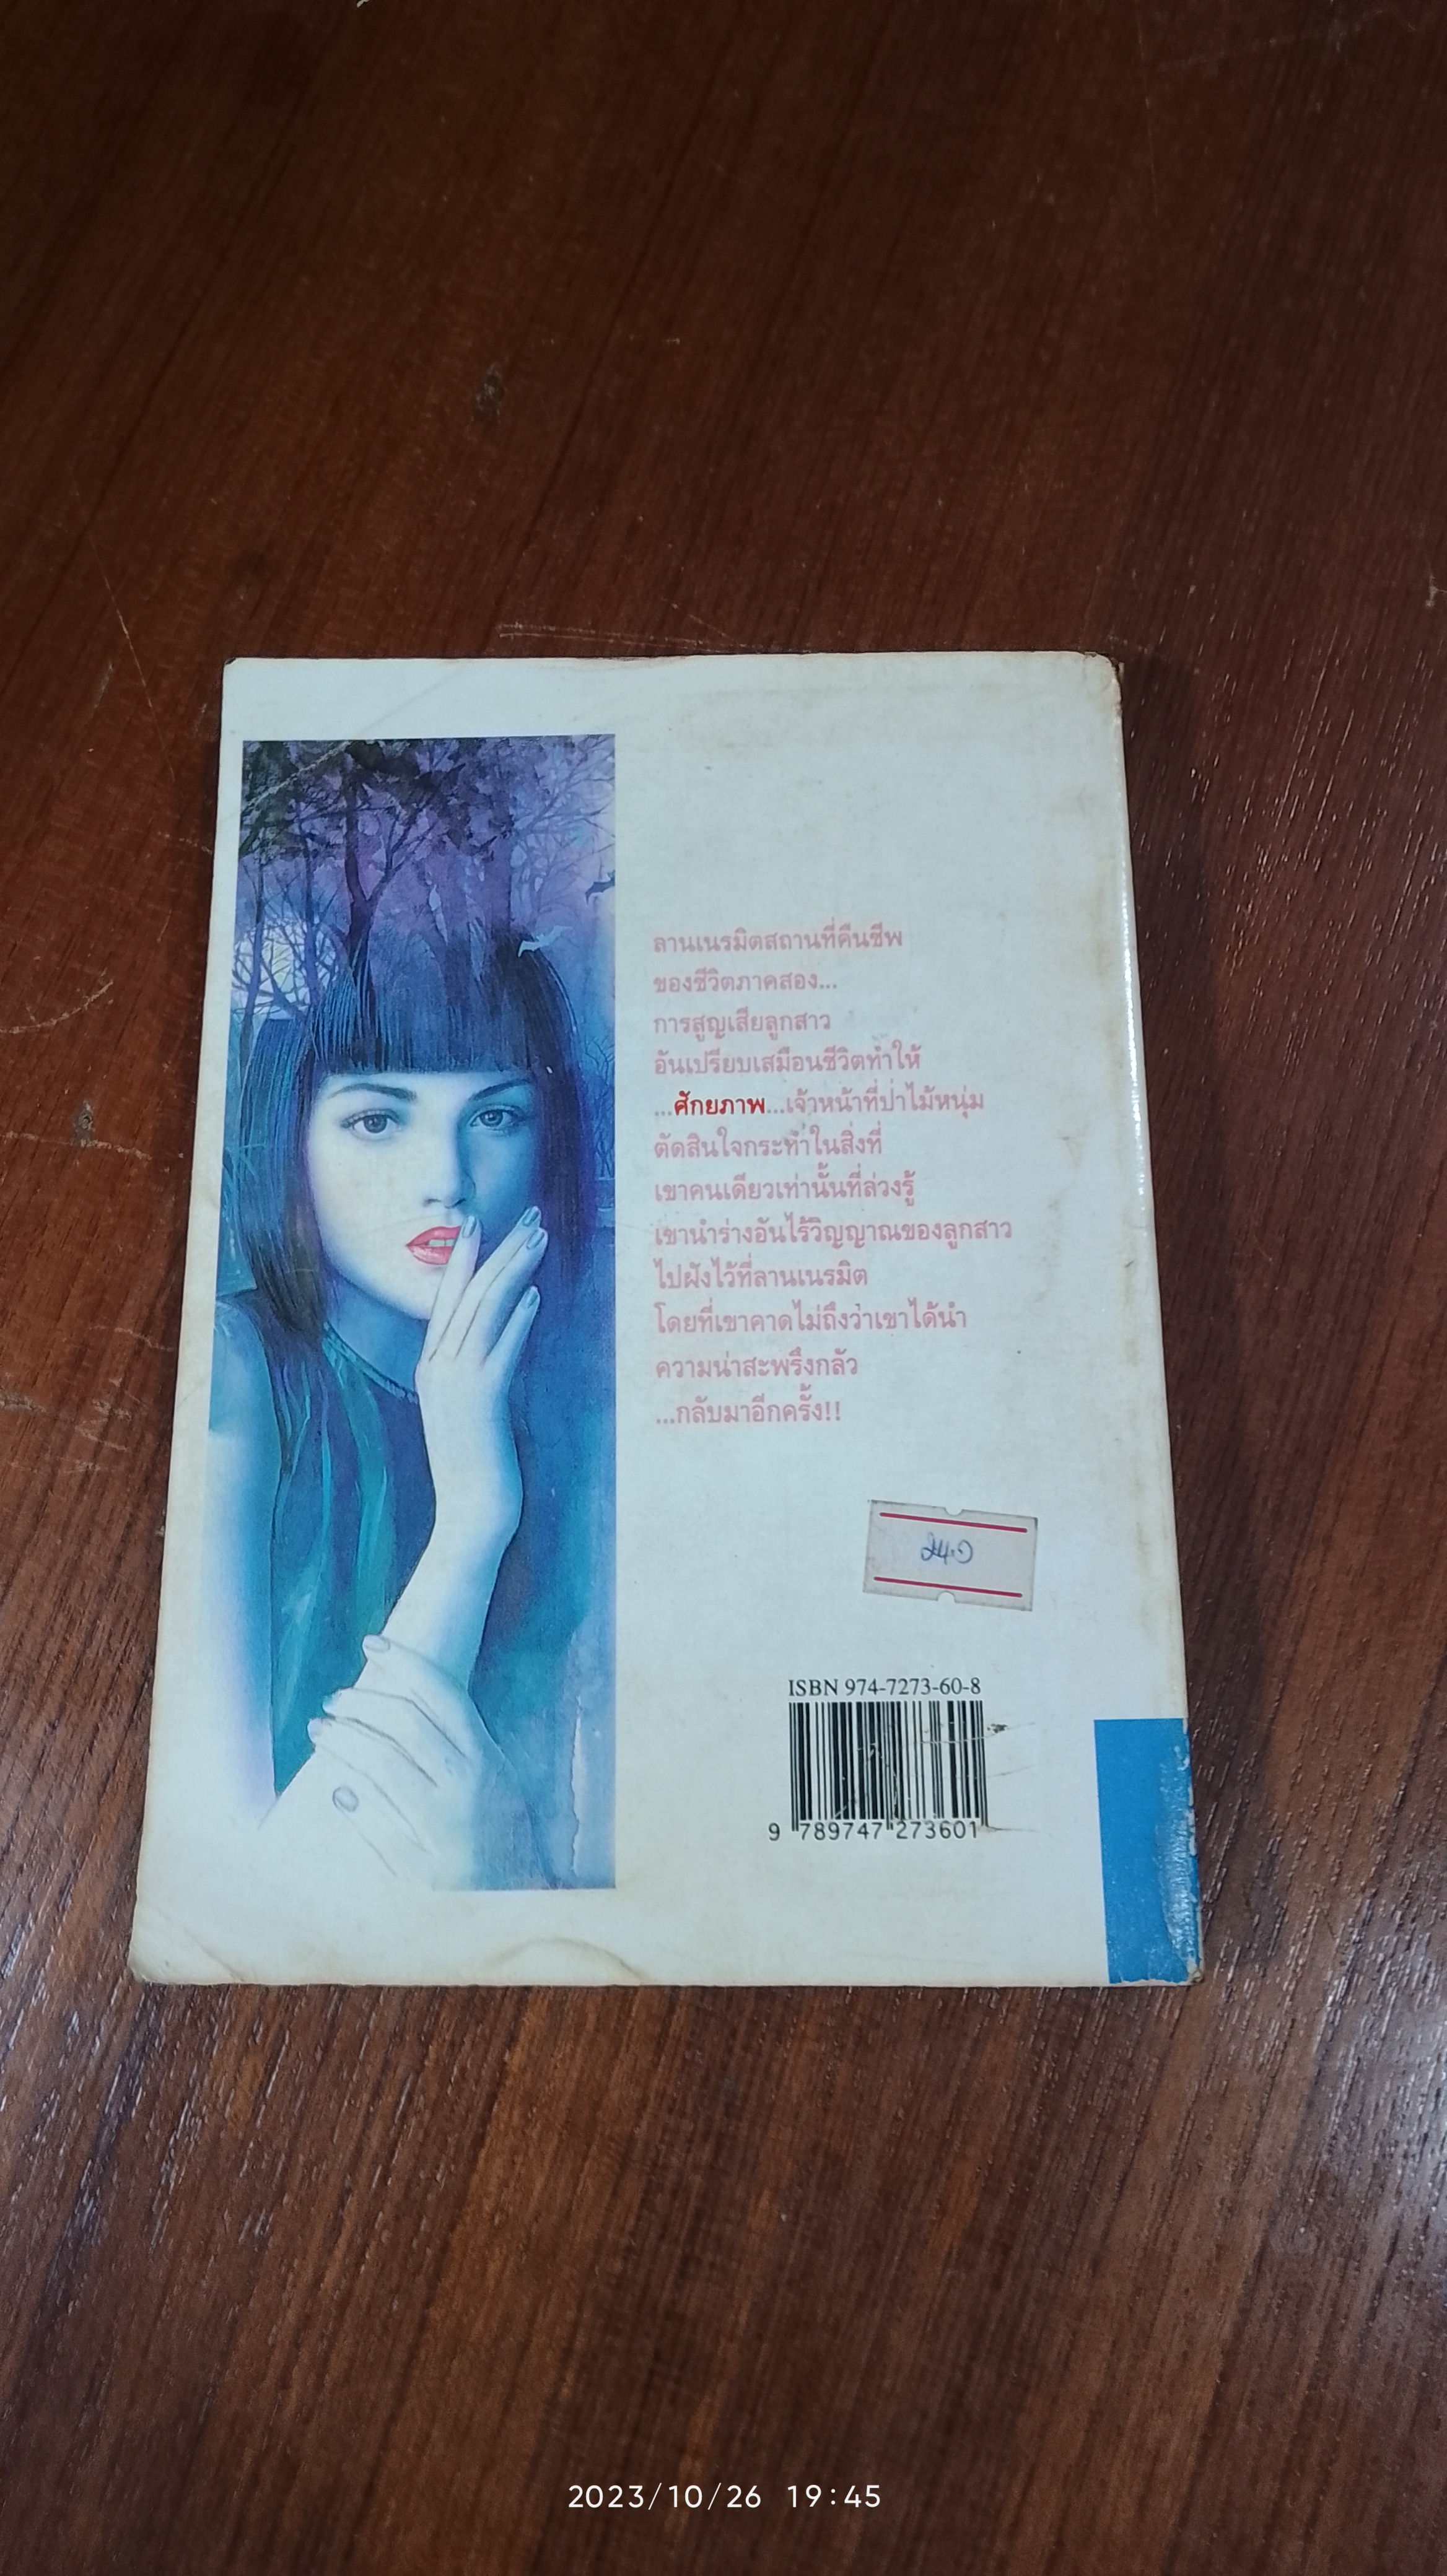 ลานเนรมิตสถานที่คืนชีพ
ของชีวิตภาคสอง...
การสูญเสียลูกสาว
อันเปรียบเสมือนชีวิตทำให้
...ศักยภาพ...เจ้าหน้าที่ป่าไม้หนุ่ม
ตัดสินใจกระทำในสิ่งที่
เขาคนเดียวเท่านั้นที่ล่วงรู้
เขานำร่างอันไร้วิญญาณของลูกสาว
ไปฝังไว้ที่ลานเนรมิต
โดยที่เขาคาดไม่ถึงว่าเขาได้นำ
ความน่าสะพรึงกลัว
...กลับมาอีกครั้ง!!
ISBN 974-7273-60-8
9 789747 273601
2023/10/26 19:45